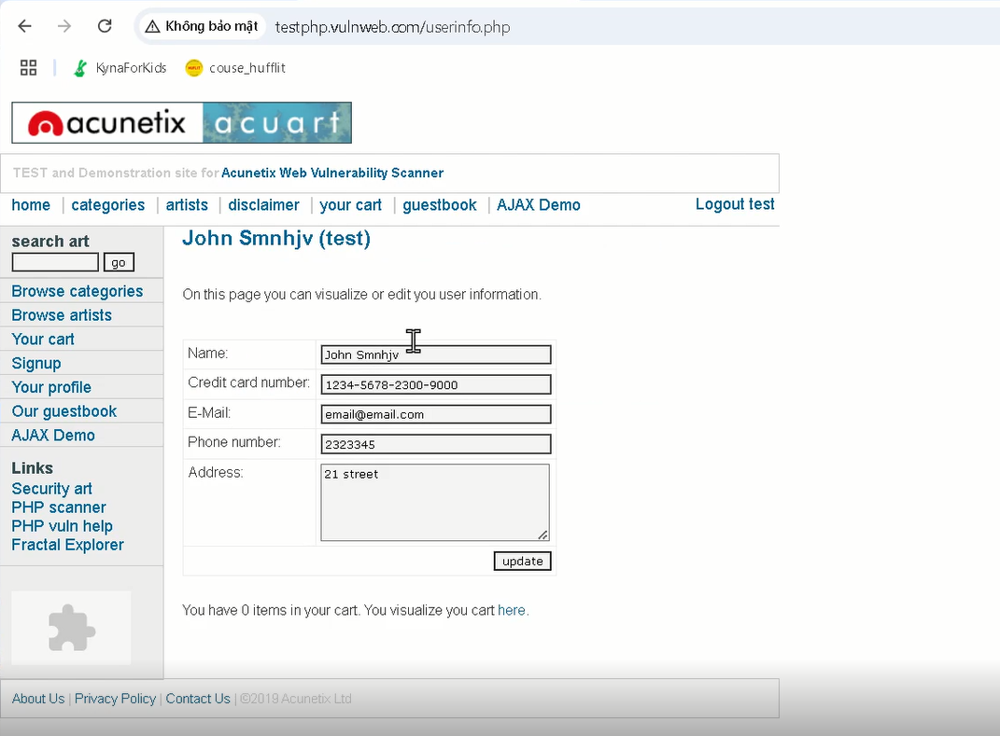 Không bảo mật testphp.vulnweb.com/userinfo.php
KynaForKids couse_hufflit
acunetix acuart
TEST and Demonstration site for Acunetix Web Vulnerability Scanner
home | categories | artists | disclaimer | your cart | guestbook | AJAX Demo Logout test
search art
go
Browse categories
Browse artists
Your cart
Signup
Your profile
Our guestbook
AJAX Demo
Links
Security art
PHP scanner
PHP vuln help
Fractal Explorer
John Smnhjv (test)
On this page you can visualize or edit you user information.
Name: John Smnhjv
Credit card number: 1234-5678-2300-9000
E-Mail: email@email.com
Phone number: 2323345
Address: 21 street
update
You have 0 items in your cart. You visualize you cart here.
About Us | Privacy Policy | Contact Us | ©2019 Acunetix Ltd